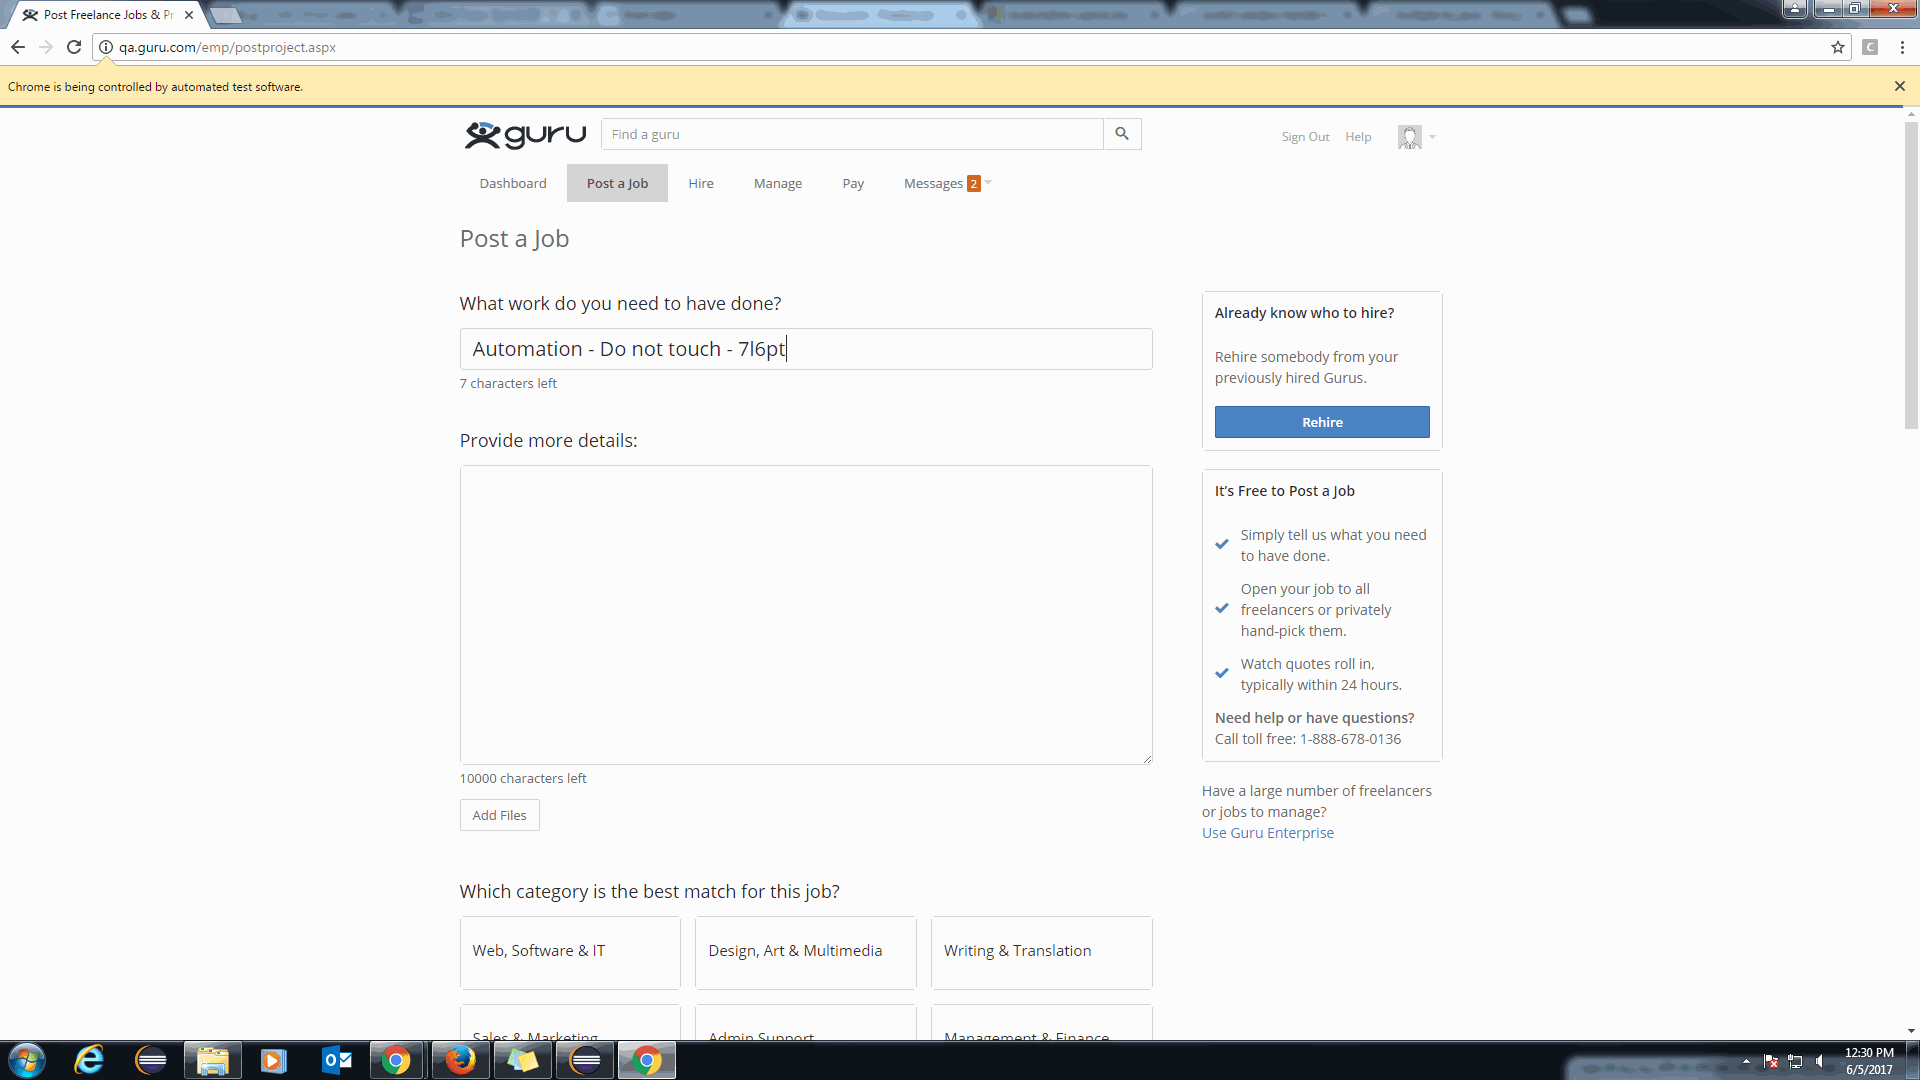 Post Freelance Jobs & Pr
qa.guru.com/emp/postproject.aspx
C
Chrome is being controlled by automated test software.
guru
Find a guru
Sign Out
Help
Dashboard
Post a Job
Hire
Manage
Pay
Messages 2
Post a Job
What work do you need to have done?
Automation - Do not touch - 7l6pt
7 characters left
Provide more details:
10000 characters left
Add Files
Which category is the best match for this job?
Web, Software & IT
Design, Art & Multimedia
Writing & Translation
Sales & Marketing
Admin Support
Management & Finance
Already know who to hire?
Rehire somebody from your
previously hired Gurus.
Rehire
It’s Free to Post a Job
Simply tell us what you need
to have done.
Open your job to all
freelancers or privately
hand-pick them.
Watch quotes roll in,
typically within 24 hours.
Need help or have questions?
Call toll free: 1-888-678-0136
Have a large number of freelancers
or jobs to manage?
Use Guru Enterprise
12:30 PM
6/5/2017